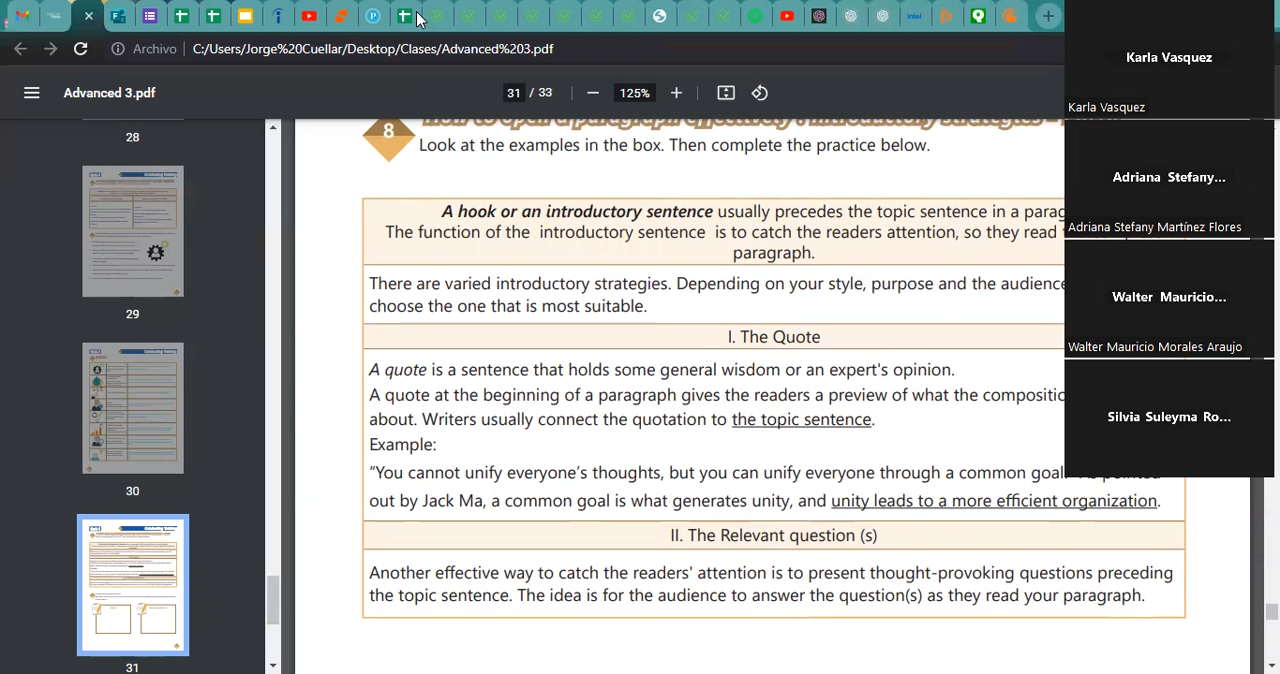 Archivo
C:/Users/Jorge%20Cuellar/Desktop/Clases/Advanced%203.pdf
Advanced 3.pdf
31 / 33
125%
28
29
30
31
8
How to open a paragraph effectively
Look at the examples in the box. Then complete the practice below.
A hook or an introductory sentence usually precedes the topic sentence in a
The function of the introductory sentence is to catch the readers attention, so they read
paragraph.
There are varied introductory strategies. Depending on your style, purpose and the audience
choose the one that is most suitable.
I. The Quote
A quote is a sentence that holds some general wisdom or an expert's opinion.
A quote at the beginning of a paragraph gives the readers a preview of what the
about. Writers usually connect the quotation to the topic sentence.
Example:
“You cannot unify everyone’s thoughts, but you can unify everyone through a common goal
out by Jack Ma, a common goal is what generates unity, and unity leads to a more efficient organization.
II. The Relevant question (s)
Another effective way to catch the readers' attention is to present thought-provoking questions preceding
the topic sentence. The idea is for the audience to answer the question(s) as they read your paragraph.
Karla Vasquez
Karla Vasquez
Adriana Stefany...
Adriana Stefany Martínez Flores
Walter Mauricio...
Walter Mauricio Morales Araujo
Silvia Suleyma Ro...